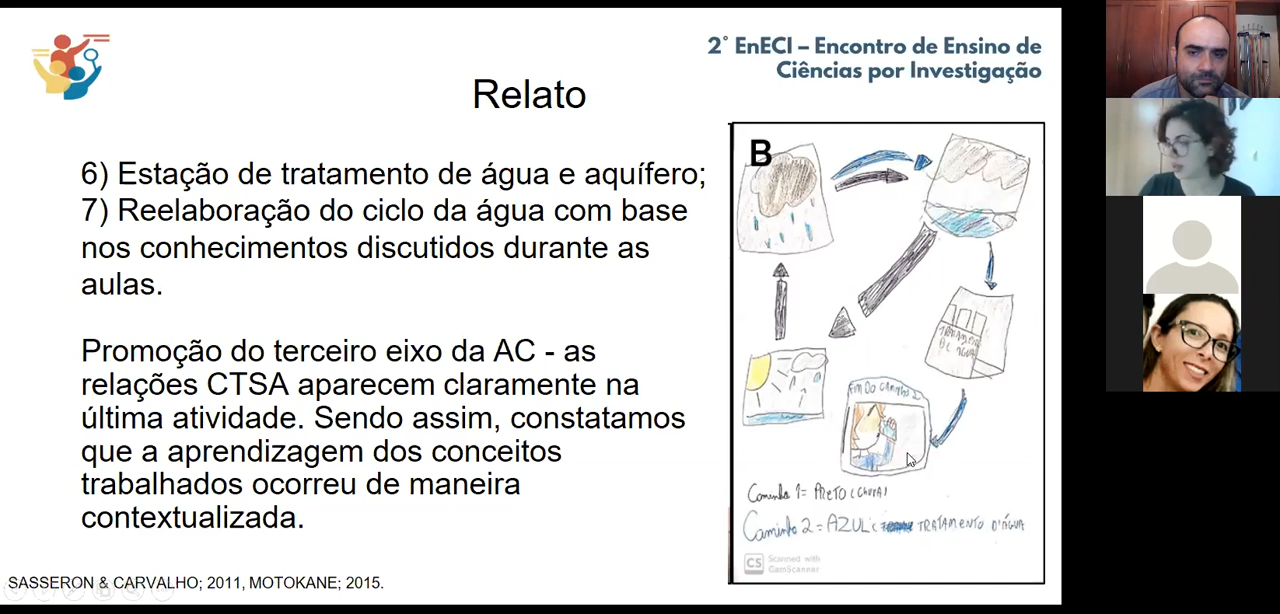 2° EnECI – Encontro de Ensino de
Ciências por Investigação
Relato
6) Estação de tratamento de água e aquífero;
7) Reelaboração do ciclo da água com base
nos conhecimentos discutidos durante as
aulas.
Promoção do terceiro eixo da AC - as
relações CTSA aparecem claramente na
última atividade. Sendo assim, constatamos
que a aprendizagem dos conceitos
trabalhados ocorreu de maneira
contextualizada.
SASSERON & CARVALHO; 2011, MOTOKANE; 2015.
B
DE ÁGUA
FIM DO CAMINHO 2
Caminho 1= PRETO (CHUVA)
Caminho 2 = AZUL ( TRATAMENTO D'ÁGUA
CS Scanned with
CamScanner